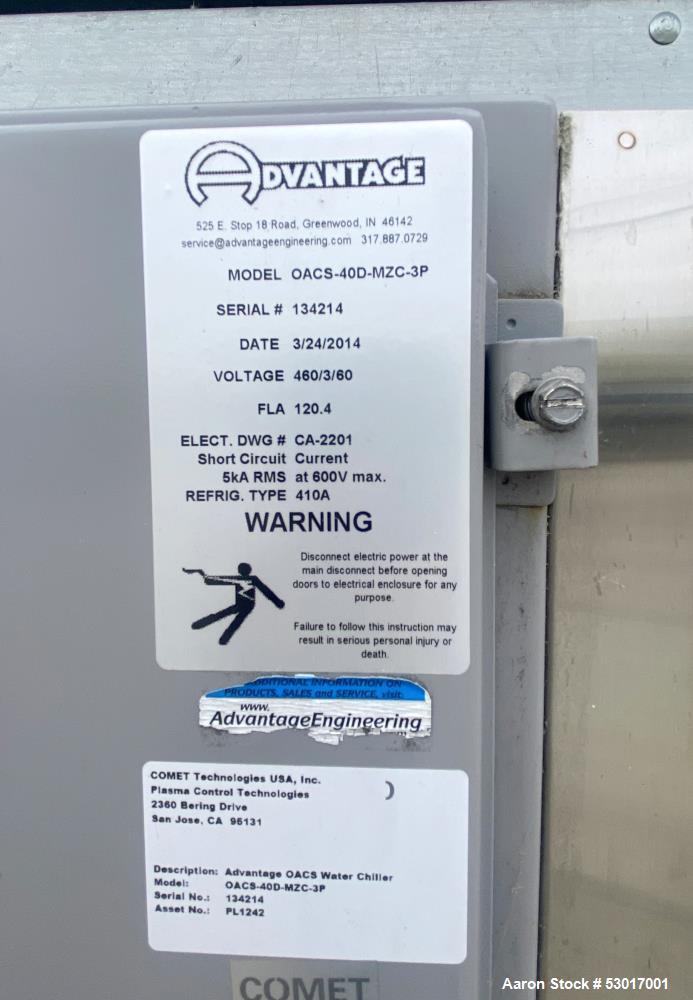 ADVANTAGE
525 E. Stop 18 Road, Greenwood, IN 46142
service@advantageengineering.com 317.887.0729
MODEL OACS-40D-MZC-3P
SERIAL # 134214
DATE 3/24/2014
VOLTAGE 460/3/60
FLA 120.4
ELECT. DWG # CA-2201
Short Circuit Current
5kA RMS at 600V max.
REFRIG. TYPE 410A
WARNING
Disconnect electric power at the
main disconnect before opening
doors to electrical enclosure for any
purpose.
Failure to follow this instruction may
result in serious personal injury or
death.
INFORMATION ON
PRODUCTS, SALES and SERVICE, visit:
www.
AdvantageEngineering
COMET Technologies USA, Inc.
Plasma Control Technologies
2360 Bering Drive
San Jose, CA 95131
Description: Advantage OACS Water Chiller
Model: OACS-40D-MZC-3P
Serial No.: 134214
Asset No.: PL1242
COMET
Aaron Stock # 53017001